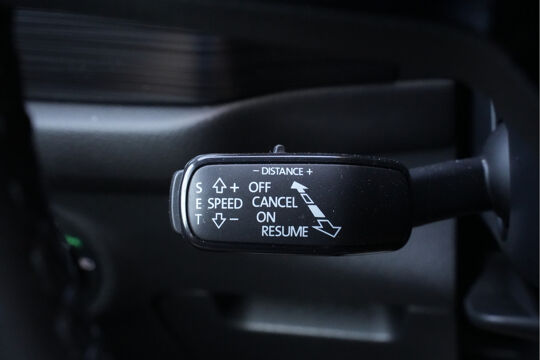 - DISTANCE +
S + OFF
E SPEED CANCEL
T - ON
RESUME